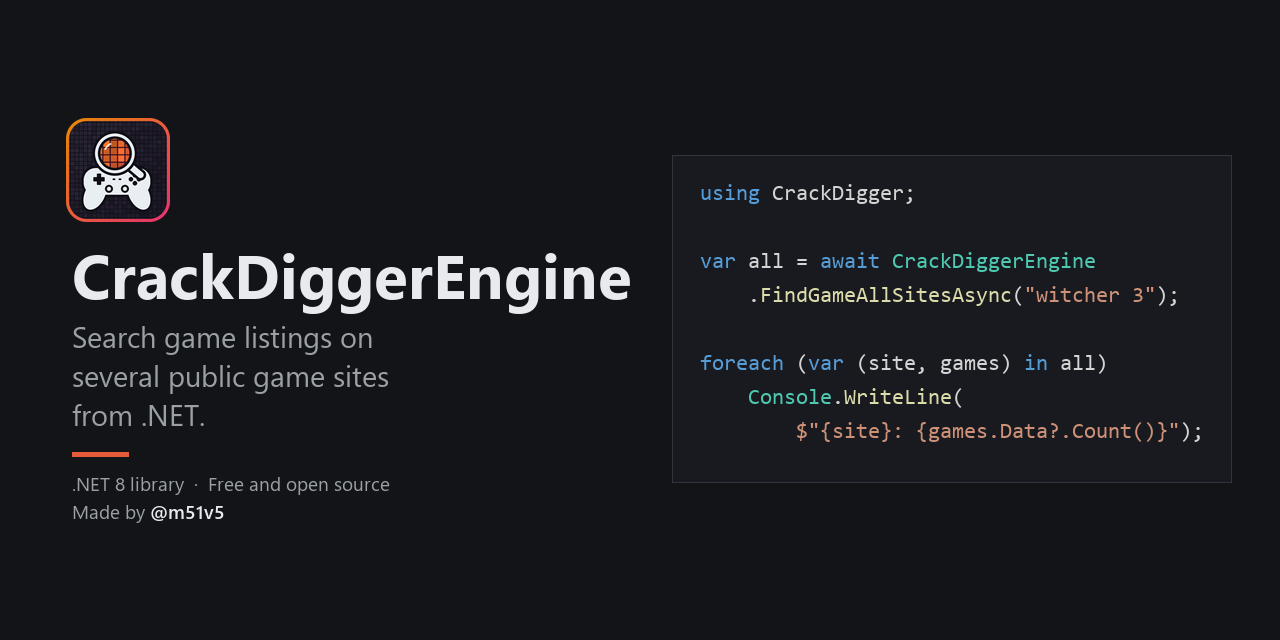 CrackDiggerEngine
Search game listings on
several public game sites
from .NET.
.NET 8 library · Free and open source
Made by @m51v5
using CrackDigger;
var all = await CrackDiggerEngine
    .FindGameAllSitesAsync("witcher 3");
foreach (var (site, games) in all)
    Console.WriteLine(
        $"{site}: {games.Data?.Count()}");